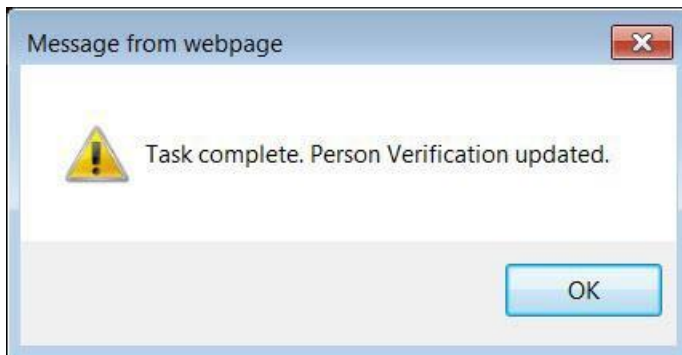 Message from webpage
Task complete. Person Verification updated.
OK